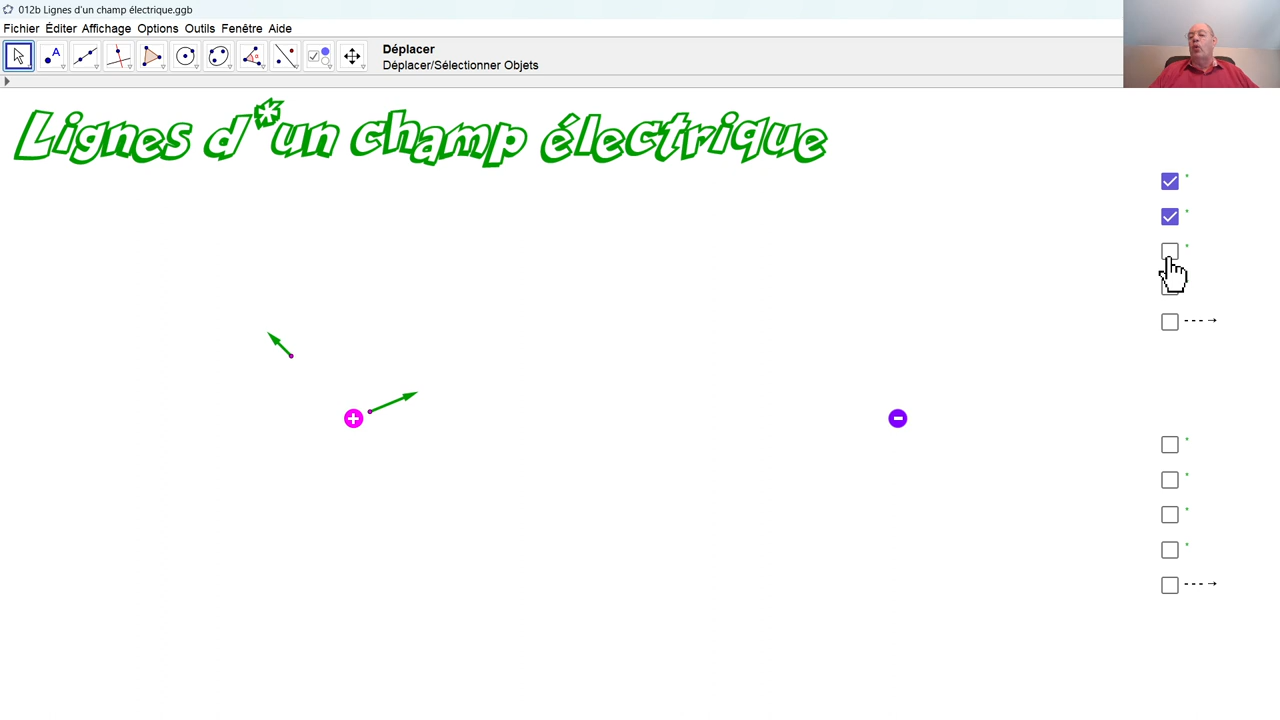 012b Lignes d'un champ électrique.ggb
Fichier Éditer Affichage Options Outils Fenêtre Aide
A
Déplacer
Déplacer/Sélectionner Objets
Lignes d*un champ électrique
+
-